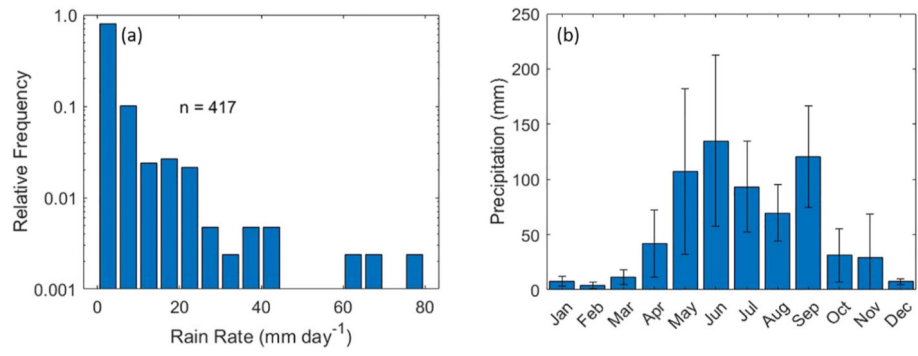 (a)
n = 417
1.0
0.1
0.01
0.001
Relative Frequency
0 20 40 60 80
Rain Rate (mm day⁻¹)
(b)
250
200
150
100
50
0
Precipitation (mm)
Jan Feb Mar Apr May Jun Jul Aug Sep Oct Nov Dec